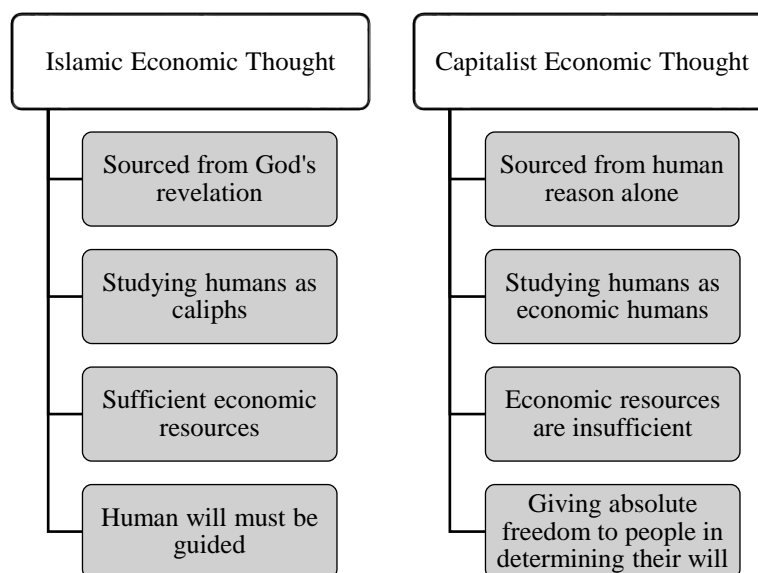 Islamic Economic Thought
Sourced from God's
revelation
Studying humans as
caliphs
Sufficient economic
resources
Human will must be
guided
Capitalist Economic Thought
Sourced from human
reason alone
Studying humans as
economic humans
Economic resources
are insufficient
Giving absolute
freedom to people in
determining their will